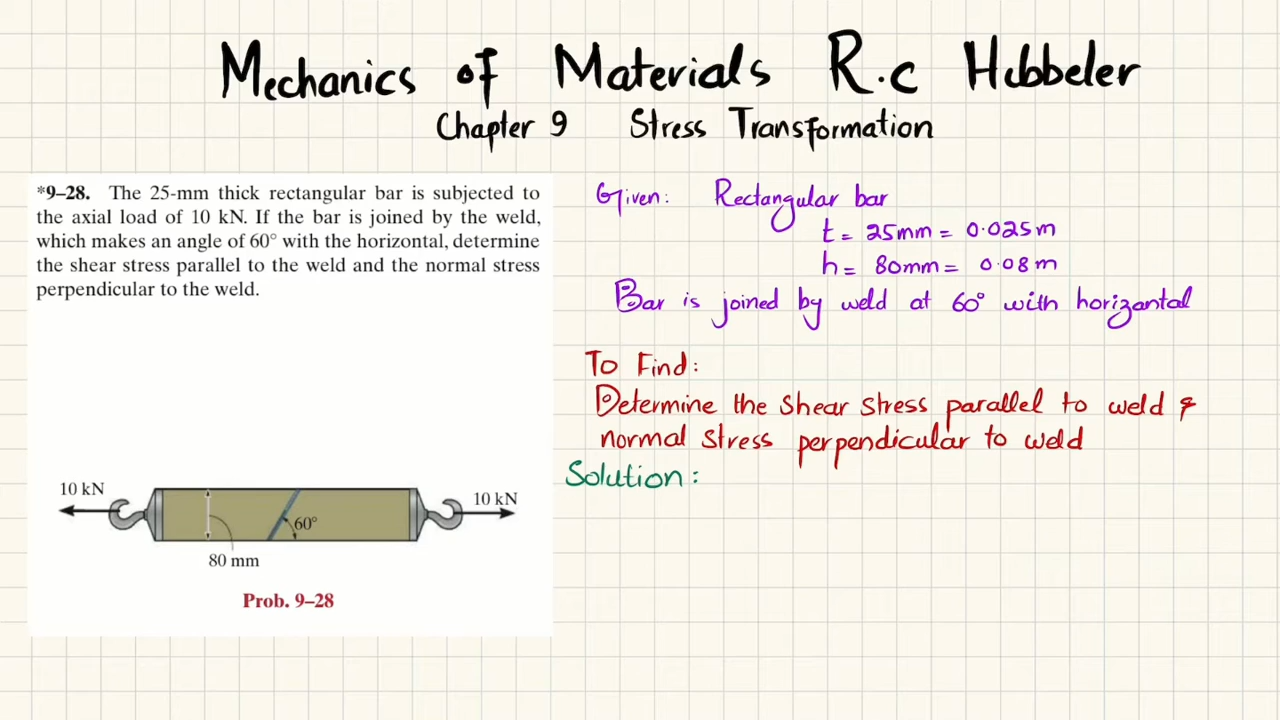 Mechanics of Materials R.c Hibbeler
Chapter 9 Stress Transformation
*9–28. The 25-mm thick rectangular bar is subjected to
the axial load of 10 kN. If the bar is joined by the weld,
which makes an angle of 60° with the horizontal, determine
the shear stress parallel to the weld and the normal stress
perpendicular to the weld.
10 kN
10 kN
60°
80 mm
Prob. 9–28
Given: Rectangular bar
t = 25mm = 0.025m
h = 80mm = 0.08m
Bar is joined by weld at 60° with horizantal
To Find:
Determine the shear stress parallel to weld &
normal stress perpendicular to weld
Solution: